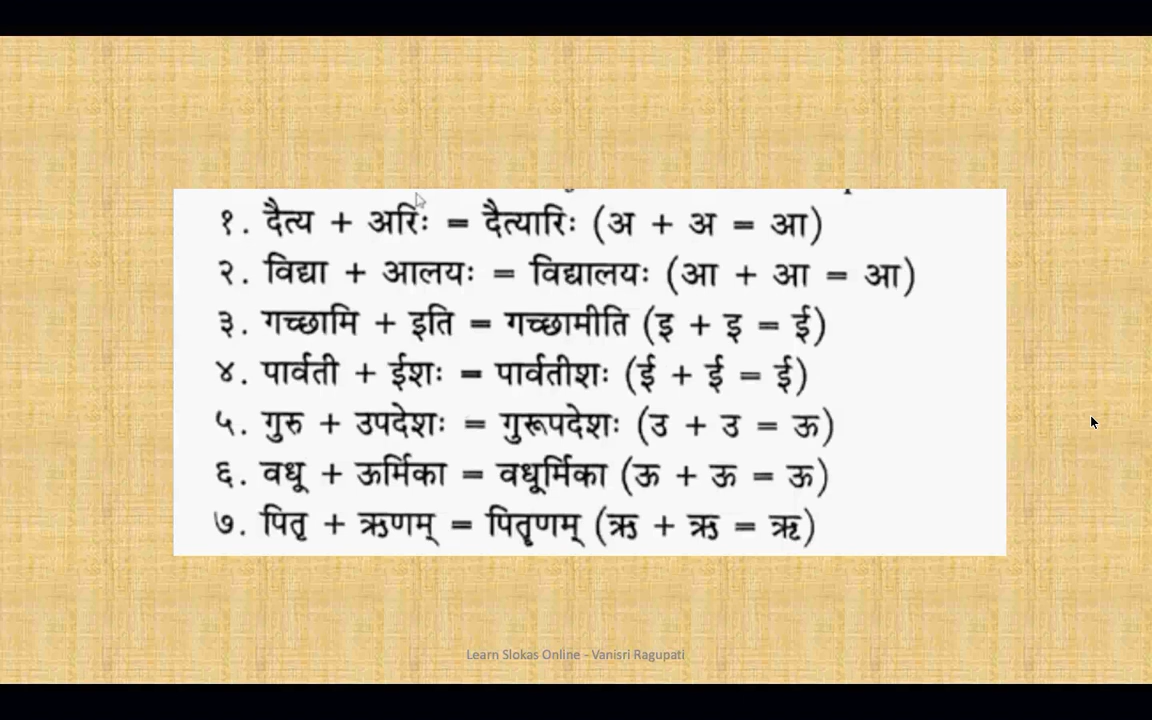 १. दैत्य + अरिः = दैत्यारिः (अ + अ = आ)
२. विद्या + आलयः = विद्यालयः (आ + आ = आ)
३. गच्छामि + इति = गच्छामीति (इ + इ = ई)
४. पार्वती + ईशः = पार्वतीशः (ई + ई = ई)
५. गुरु + उपदेशः = गुरूपदेशः (उ + उ = ऊ)
६. वधू + ऊर्मिका = वधूर्मिका (ऊ + ऊ = ऊ)
७. पितृ + ऋणम् = पितॄणम् (ऋ + ऋ = ॠ)
Learn Slokas Online - Vanisri Ragupati